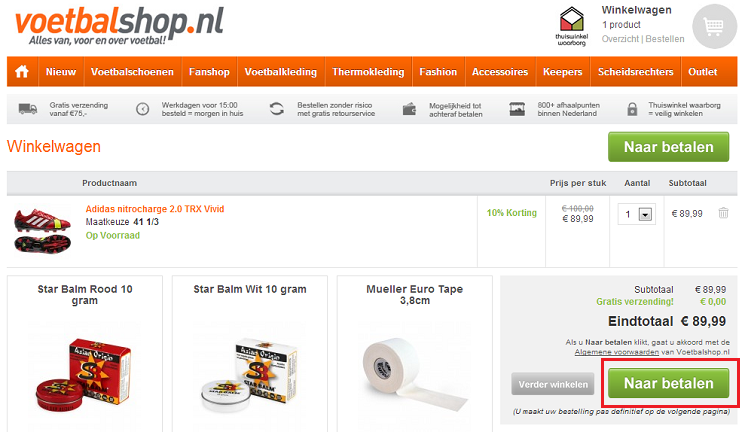 voetbalshop.nl
Alles van, voor en over voetbal!
thuiswinkel
waarborg
Winkelwagen
1 product
Overzicht | Bestellen
Nieuw Voetbalschoenen Fanshop Voetbalkleding Thermokleding Fashion Accessoires Keepers Scheidsrechters Outlet
Gratis verzending
vanaf €75,-
Werkdagen voor 15:00
besteld = morgen in huis
Bestellen zonder risico
met gratis retourservice
Mogelijkheid tot
achteraf betalen
800+ afhaalpunten
binnen Nederland
Thuiswinkel waarborg
= veilig winkelen
Winkelwagen
Naar betalen
Productnaam Prijs per stuk Aantal Subtotaal
Adidas nitrocharge 2.0 TRX Vivid
Maatkeuze 41 1/3
Op Voorraad
10% Korting
€ 100,00
€ 89,99
1
€ 89,99
Star Balm Rood 10
gram
Asian Origin
Star Balm Wit 10 gram
Asian Origin
STAR BALM
Mueller Euro Tape
3,8cm
Subtotaal € 89,99
Gratis verzending! € 0,00
Eindtotaal € 89,99
Als u Naar betalen klikt, gaat u akkoord met de
Algemene voorwaarden van Voetbalshop.nl
Verder winkelen
Naar betalen
(U maakt uw bestelling pas definitief op de volgende pagina)